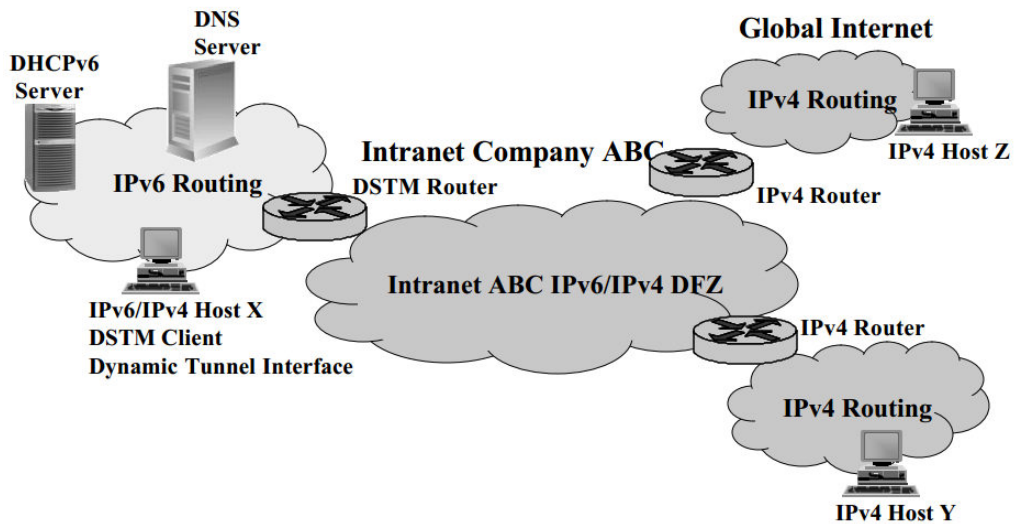 DNS
Server
Global Internet
DHCPv6
Server
IPv4 Routing
IPv4 Host Z
Intranet Company ABC
IPv6 Routing
DSTM Router
IPv4 Router
Intranet ABC IPv6/IPv4 DFZ
IPv6/IPv4 Host X
DSTM Client
Dynamic Tunnel Interface
IPv4 Router
IPv4 Routing
IPv4 Host Y